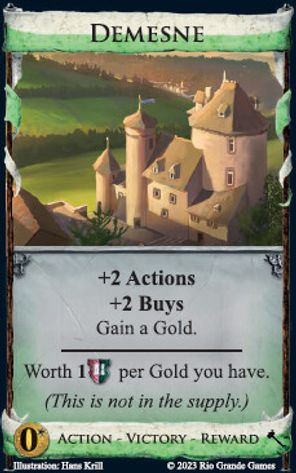 DEMESNE
+2 Actions
+2 Buys
Gain a Gold.
Worth 1 per Gold you have.
(This is not in the supply.)
0 ACTION - VICTORY - REWARD
Illustration: Hans Krill © 2023 Rio Grande Games